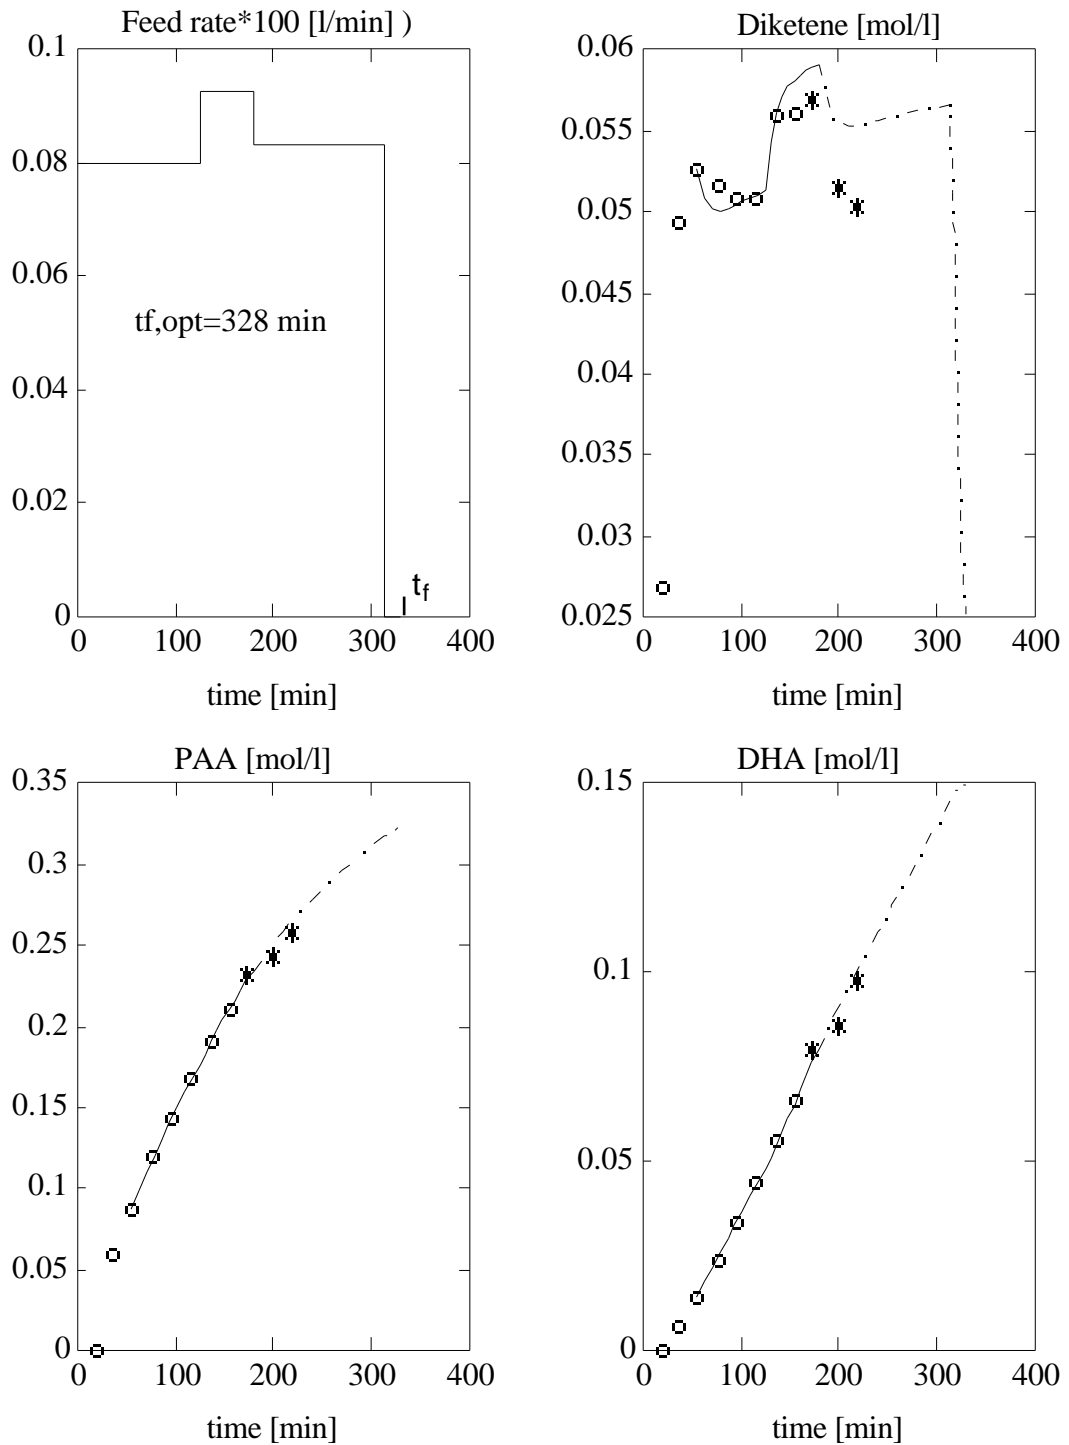 Feed rate*100 [l/min] )
0.1
0.08
0.06
0.04
0.02
0
tf,opt=328 min
tf
0 100 200 300 400
time [min]
Diketene [mol/l]
0.06
0.055
0.05
0.045
0.04
0.035
0.03
0.025
0 100 200 300 400
time [min]
PAA [mol/l]
0.35
0.3
0.25
0.2
0.15
0.1
0.05
0
0 100 200 300 400
time [min]
DHA [mol/l]
0.15
0.1
0.05
0
0 100 200 300 400
time [min]